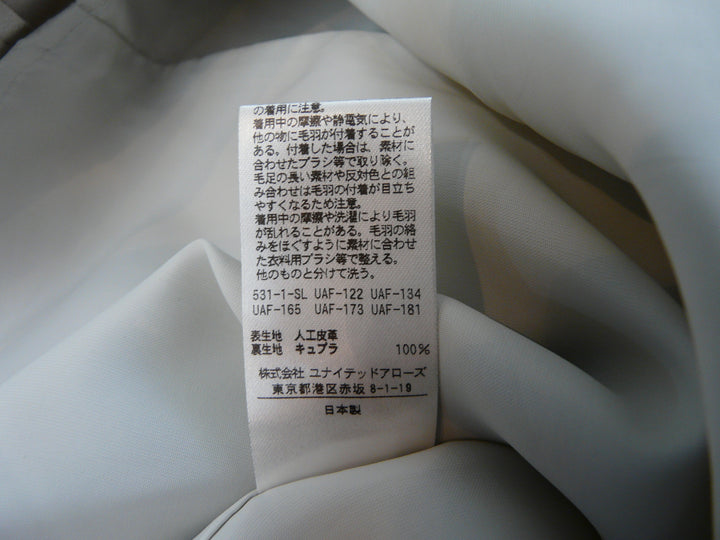 の着用に注意。
着用中の摩擦や静電気により、
他の物に毛羽が付着することが
ある。付着した場合は、素材に
合わせたブラシ等で取り除く。
毛足の長い素材や反対色との組
み合わせは毛羽の付着が目立ち
やすくなるため注意。
着用中の摩擦や洗濯により毛羽
が乱れることがある。毛羽の絡
みをほぐすように素材に合わせ
た衣料用ブラシ等で整える。
他のものと分けて洗う。
531-1-SL UAF-122 UAF-134
UAF-165 UAF-173 UAF-181
表生地 人工皮革
裏生地 キュプラ 100%
株式会社 ユナイテッドアローズ
東京都港区赤坂 8-1-19
日本製